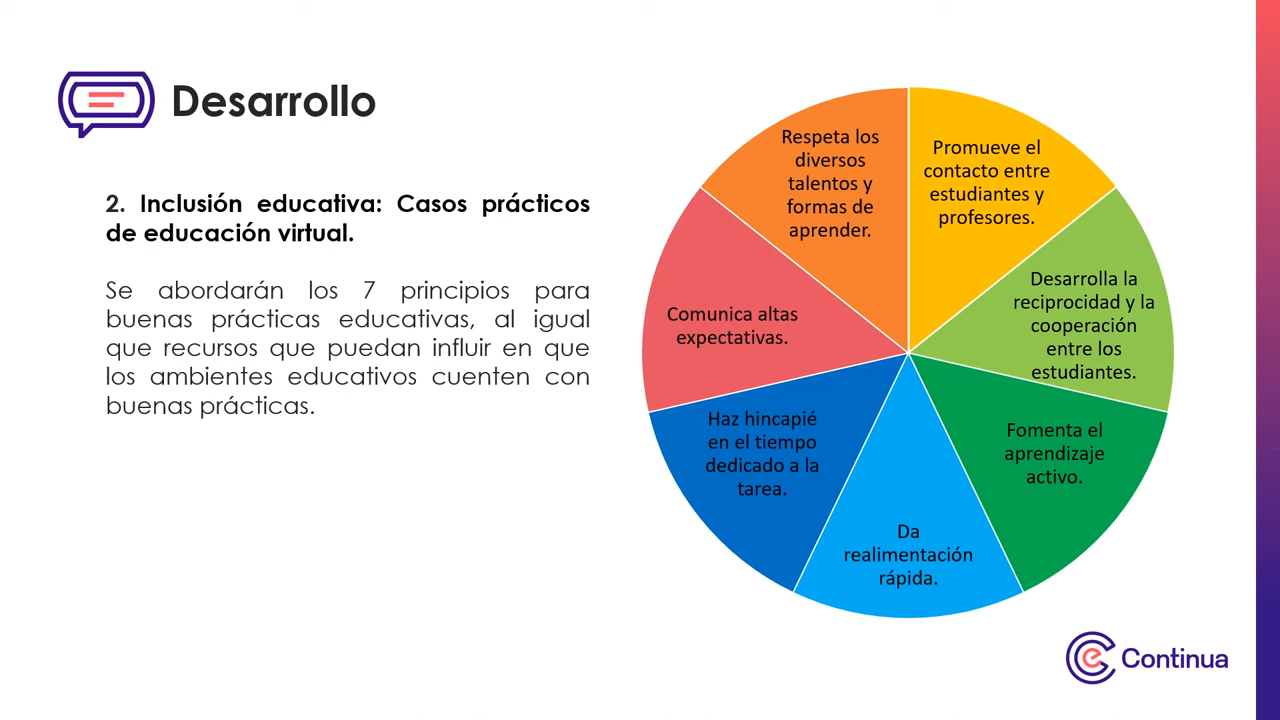 Desarrollo
2. Inclusión educativa: Casos prácticos
de educación virtual.
Se abordarán los 7 principios para
buenas prácticas educativas, al igual
que recursos que puedan influir en que
los ambientes educativos cuenten con
buenas prácticas.
Promueve el
contacto entre
estudiantes y
profesores.
Desarrolla la
reciprocidad y la
cooperación
entre los
estudiantes.
Fomenta el
aprendizaje
activo.
Da
realimentación
rápida.
Haz hincapié
en el tiempo
dedicado a la
tarea.
Comunica altas
expectativas.
Respeta los
diversos
talentos y
formas de
aprender.
e Continua